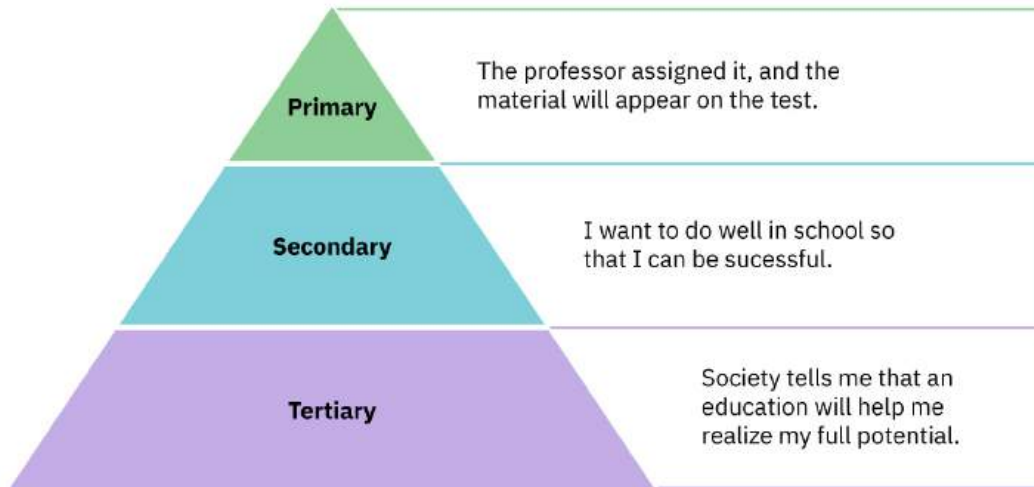 Primary
The professor assigned it, and the
material will appear on the test.
Secondary
I want to do well in school so
that I can be sucessful.
Tertiary
Society tells me that an
education will help me
realize my full potential.